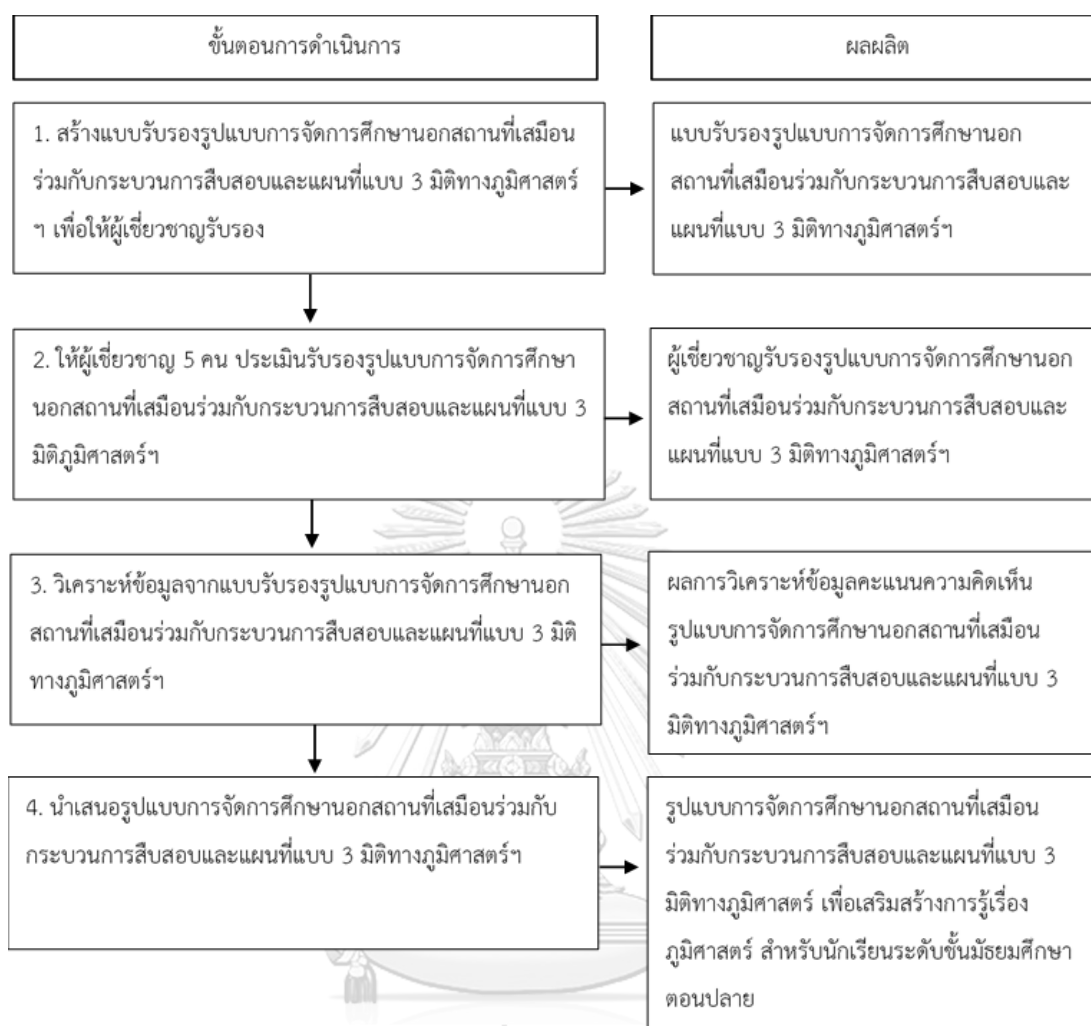 ขั้นตอนการดำเนินการ
ผลผลิต
1. สร้างแบบรับรองรูปแบบการจัดการศึกษานอกสถานที่เสมือน
ร่วมกับกระบวนการสืบสอบและแผนที่แบบ 3 มิติทางภูมิศาสตร์
ฯ เพื่อให้ผู้เชี่ยวชาญรับรอง
แบบรับรองรูปแบบการจัดการศึกษานอก
สถานที่เสมือนร่วมกับกระบวนการสืบสอบและ
แผนที่แบบ 3 มิติทางภูมิศาสตร์ฯ
2. ให้ผู้เชี่ยวชาญ 5 คน ประเมินรับรองรูปแบบการจัดการศึกษา
นอกสถานที่เสมือนร่วมกับกระบวนการสืบสอบและแผนที่แบบ 3
มิติภูมิศาสตร์ฯ
ผู้เชี่ยวชาญรับรองรูปแบบการจัดการศึกษานอก
สถานที่เสมือนร่วมกับกระบวนการสืบสอบและ
แผนที่แบบ 3 มิติทางภูมิศาสตร์ฯ
3. วิเคราะห์ข้อมูลจากแบบรับรองรูปแบบการจัดการศึกษานอก
สถานที่เสมือนร่วมกับกระบวนการสืบสอบและแผนที่แบบ 3 มิติ
ทางภูมิศาสตร์ฯ
ผลการวิเคราะห์ข้อมูลคะแนนความคิดเห็น
รูปแบบการจัดการศึกษานอกสถานที่เสมือน
ร่วมกับกระบวนการสืบสอบและแผนที่แบบ 3
มิติทางภูมิศาสตร์ฯ
4. นำเสนอรูปแบบการจัดการศึกษานอกสถานที่เสมือนร่วมกับ
กระบวนการสืบสอบและแผนที่แบบ 3 มิติทางภูมิศาสตร์ฯ
รูปแบบการจัดการศึกษานอกสถานที่เสมือน
ร่วมกับกระบวนการสืบสอบและแผนที่แบบ 3
มิติทางภูมิศาสตร์ เพื่อเสริมสร้างการรู้เรื่อง
ภูมิศาสตร์ สำหรับนักเรียนระดับชั้นมัธยมศึกษา
ตอนปลาย